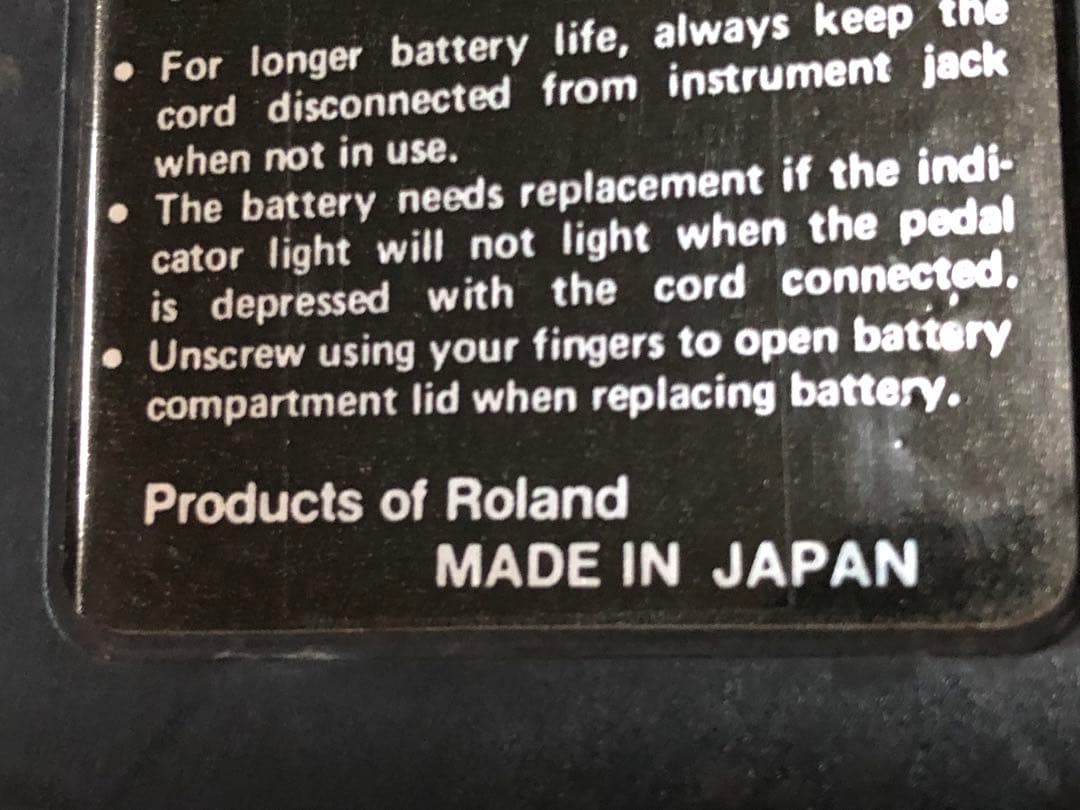 • For longer battery life, always keep the
cord disconnected from instrument jack
when not in use.
• The battery needs replacement if the indi-
cator light will not light when the pedal
is depressed with the cord connected.
• Unscrew using your fingers to open battery
compartment lid when replacing battery.
Products of Roland
MADE IN JAPAN